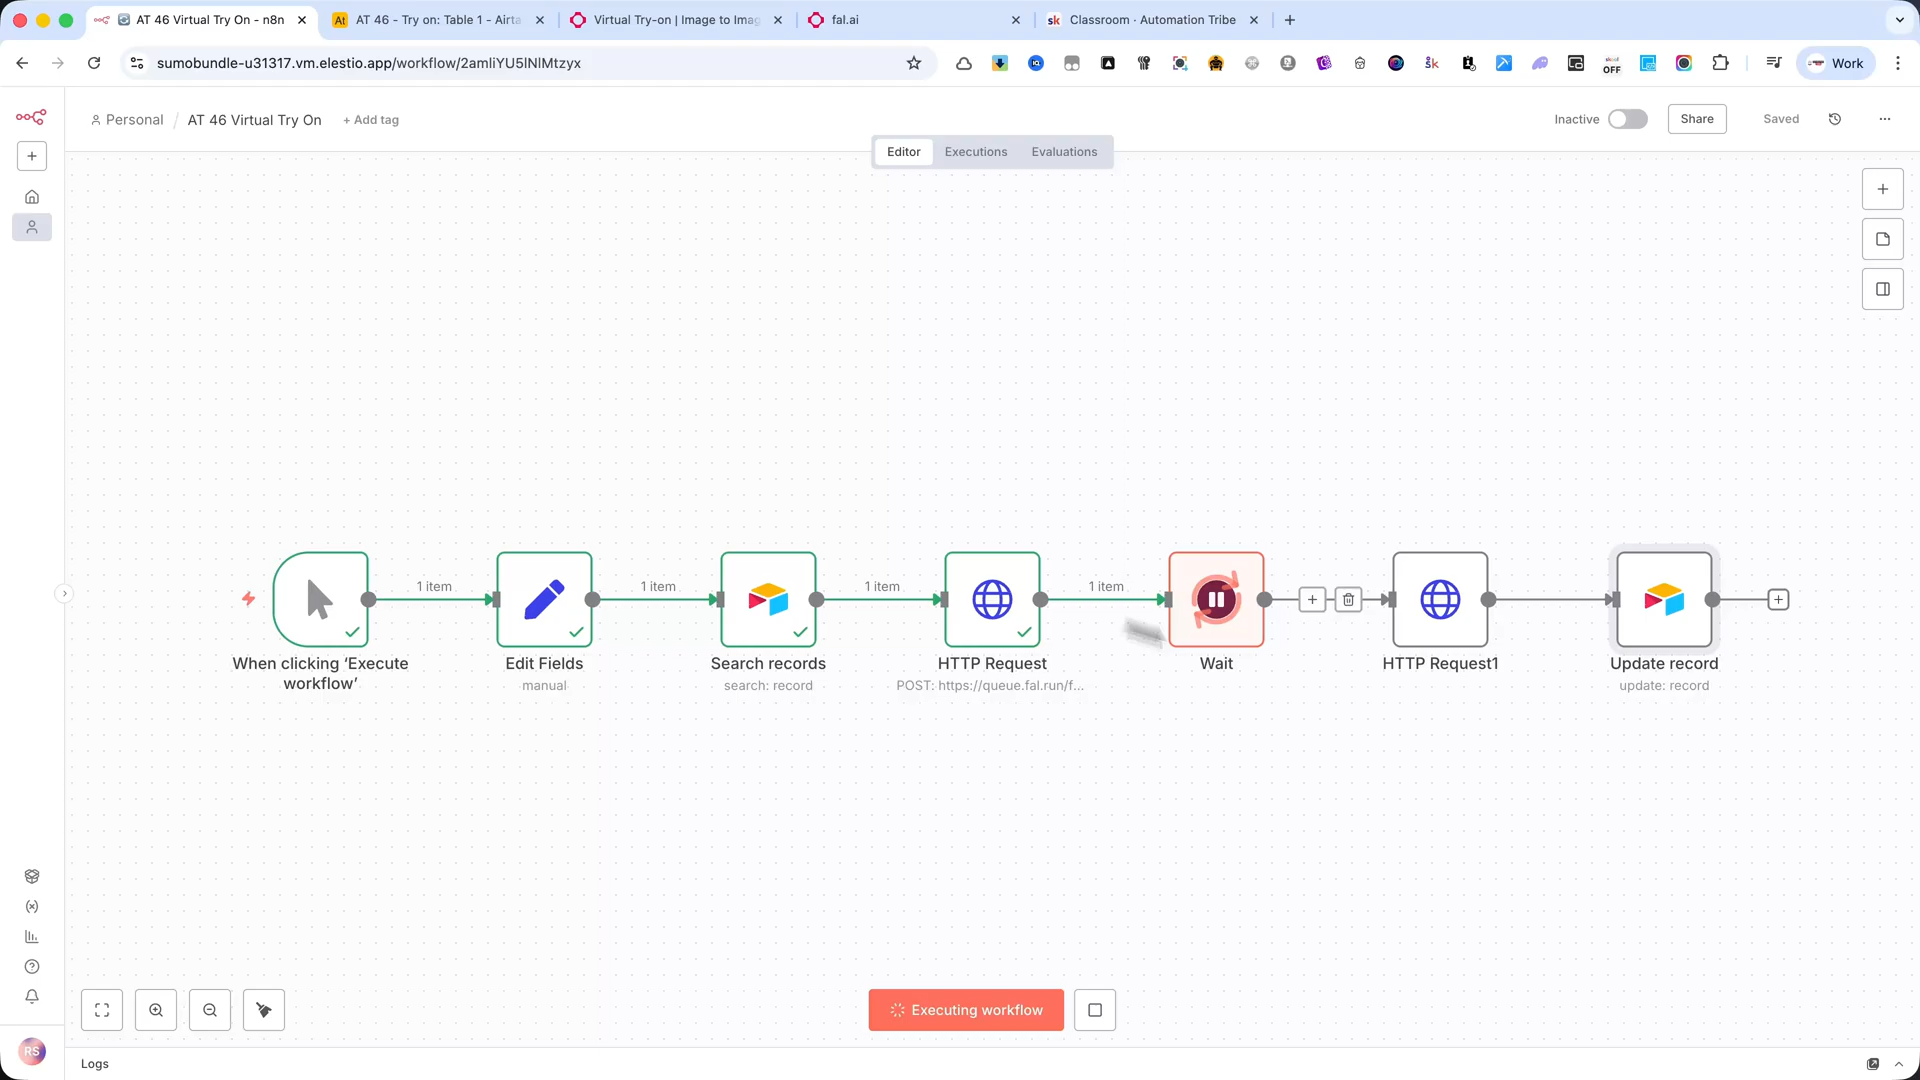 AT 46 Virtual Try On - n8n
AT 46 - Try on: Table 1 - Airta
Virtual Try-on | Image to Imag
fal.ai
sk Classroom · Automation Tribe
sumobundle-u31317.vm.elestio.app/workflow/2amliYU5lNlMtzyx
OFF
Work
Personal / AT 46 Virtual Try On + Add tag
Inactive
Share
Saved
Editor
Executions
Evaluations
1 item
1 item
1 item
1 item
When clicking ‘Execute workflow’
Edit Fields
manual
Search records
search: record
HTTP Request
POST: https://queue.fal.run/f...
Wait
HTTP Request1
Update record
update: record
Executing workflow
RS
Logs